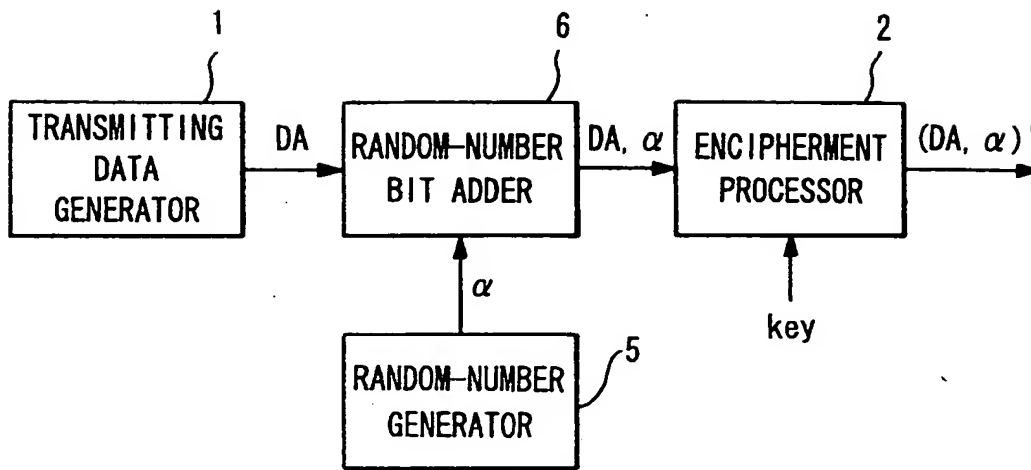 1
6
2
TRANSMITTING
DATA
GENERATOR
DA
RANDOM-NUMBER
BIT ADDER
DA, α
ENCIPHERMENT
PROCESSOR
(DA, α)'
α
key
RANDOM-NUMBER
GENERATOR
5